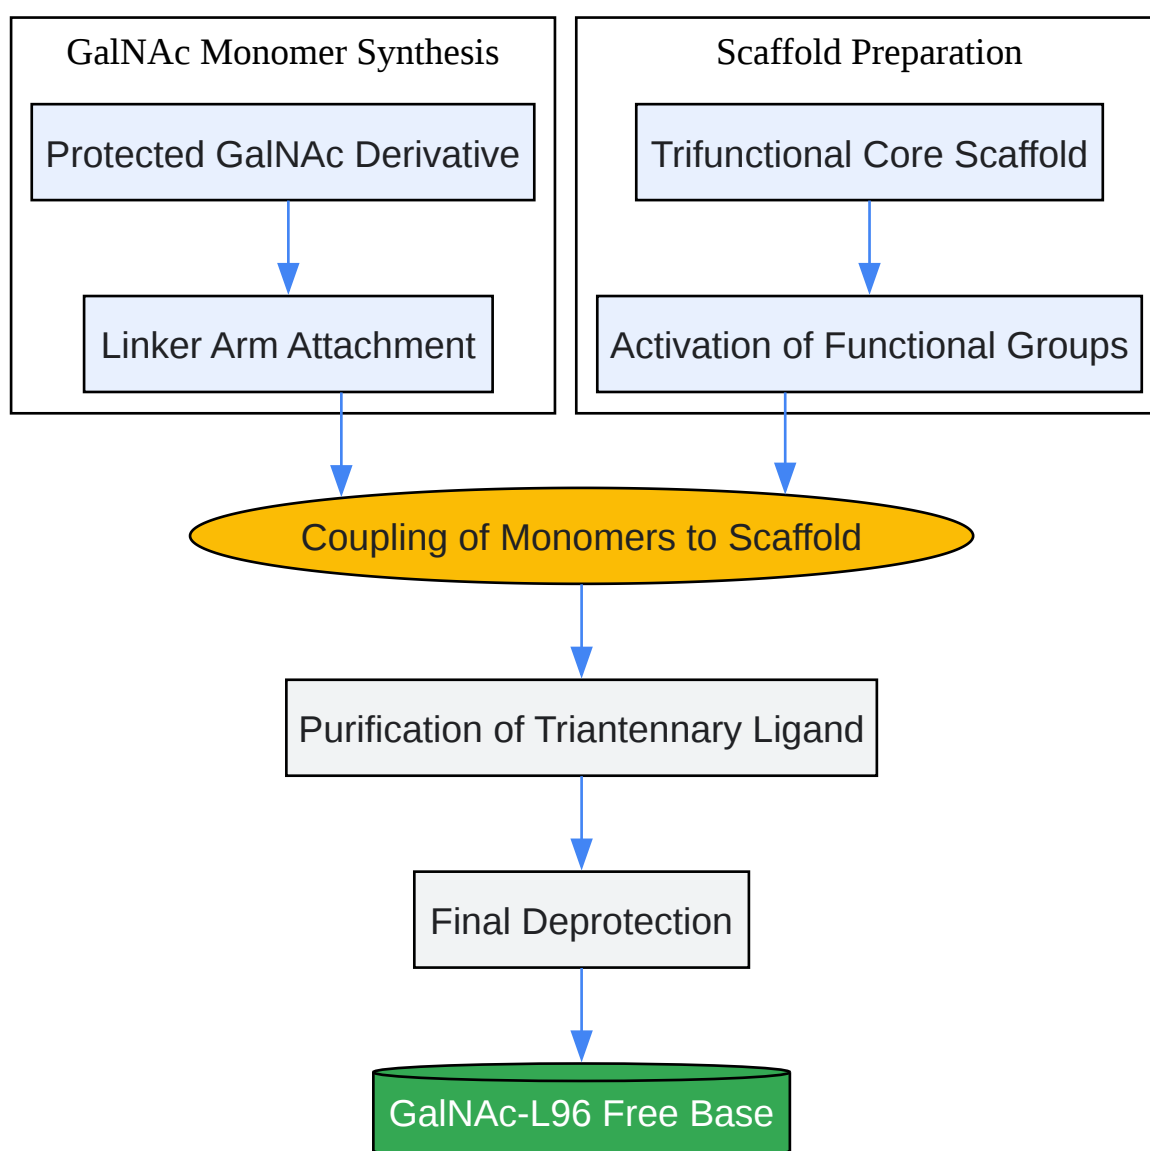 GalNAc Monomer Synthesis
Protected GalNAc Derivative
Linker Arm Attachment
Scaffold Preparation
Trifunctional Core Scaffold
Activation of Functional Groups
Coupling of Monomers to Scaffold
Purification of Triantennary Ligand
Final Deprotection
GalNAc-L96 Free Base